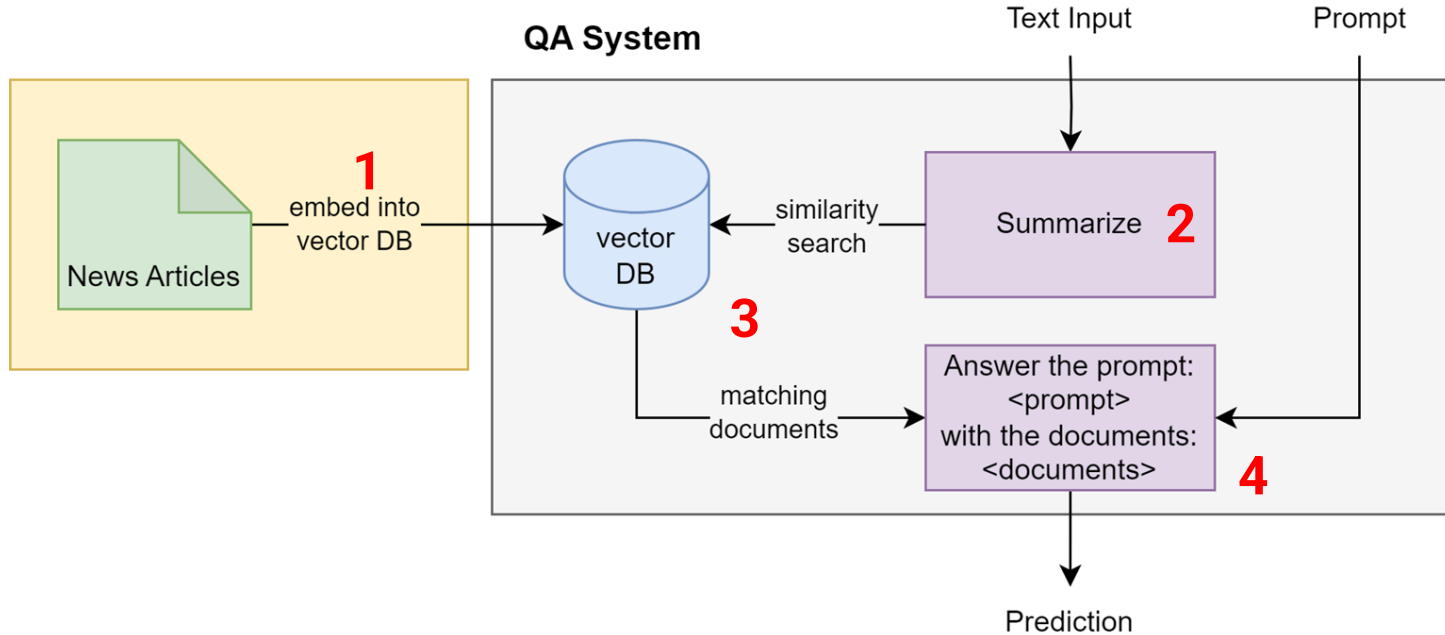 QA System
Text Input
Prompt
1
embed into
vector DB
News Articles
vector
DB
similarity
search
Summarize
2
3
matching
documents
Answer the prompt:
<prompt>
with the documents:
<documents>
4
Prediction